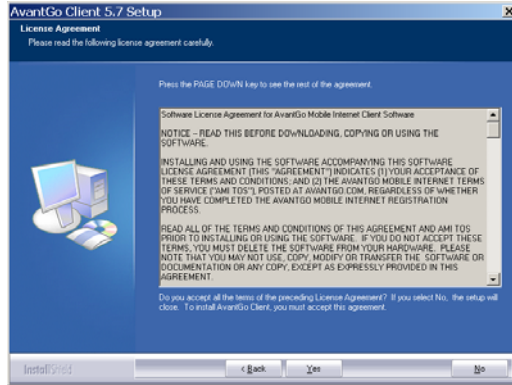 AvantGo Client 5.7 Setup
License Agreement
Please read the following license agreement carefully.
Press the PAGE DOWN key to see the rest of the agreement.
Software License Agreement for AvantGo Mobile Internet Client Software
NOTICE – READ THIS BEFORE DOWNLOADING, COPYING OR USING THE
SOFTWARE.
INSTALLING AND USING THE SOFTWARE ACCOMPANYING THIS SOFTWARE
LICENSE AGREEMENT (THIS "AGREEMENT") INDICATES (1) YOUR ACCEPTANCE OF
THESE TERMS AND CONDITIONS; AND (2) THE AVANTGO MOBILE INTERNET TERMS
OF SERVICE ("AMI TOS"), POSTED AT AVANTGO.COM, REGARDLESS OF WHETHER
YOU HAVE COMPLETED THE AVANTGO MOBILE INTERNET REGISTRATION
PROCESS.
READ ALL OF THE TERMS AND CONDITIONS OF THIS AGREEMENT AND AMI TOS
PRIOR TO INSTALLING OR USING THE SOFTWARE. IF YOU DO NOT ACCEPT THESE
TERMS, YOU MUST DELETE THE SOFTWARE FROM YOUR HARDWARE. PLEASE
NOTE THAT YOU MAY NOT USE, COPY, MODIFY OR TRANSFER THE SOFTWARE OR
DOCUMENTATION OR ANY COPY, EXCEPT AS EXPRESSLY PROVIDED IN THIS
AGREEMENT.
Do you accept all the terms of the preceding License Agreement? If you select No, the setup will
close. To install AvantGo Client, you must accept this agreement.
InstallShield
< Back Yes No